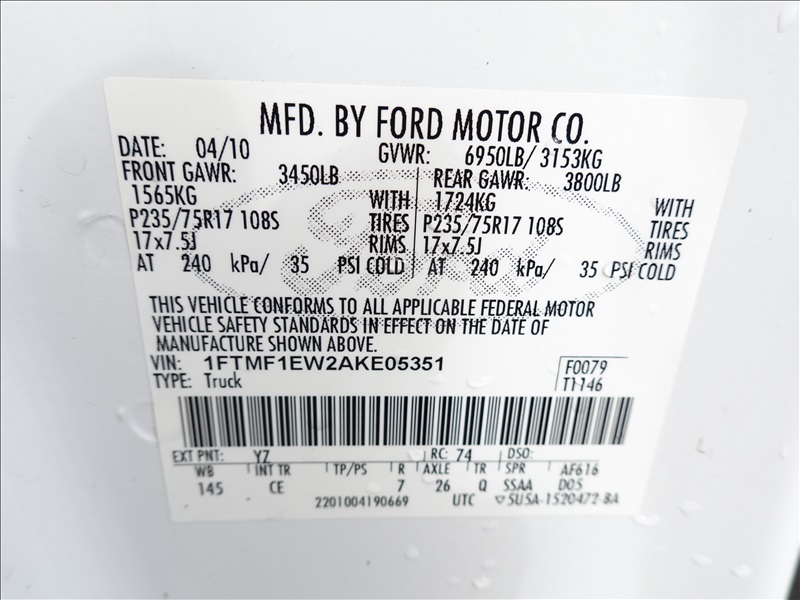 MFD. BY FORD MOTOR CO.
DATE: 04/10 GVWR: 6950LB/ 3153KG
FRONT GAWR: 3450LB REAR GAWR: 3800LB
1565KG WITH 1724KG WITH
P235/75R17 108S TIRES P235/75R17 108S TIRES
17x7.5J RIMS 17x7.5J RIMS
AT 240 kPa/ 35 PSI COLD AT 240 kPa/ 35 PSI COLD
Ford
THIS VEHICLE CONFORMS TO ALL APPLICABLE FEDERAL MOTOR
VEHICLE SAFETY STANDARDS IN EFFECT ON THE DATE OF
MANUFACTURE SHOWN ABOVE.
VIN: 1FTMF1EW2AKE05351 F0079
TYPE: Truck T1146
EXT PNT: YZ RC: 74 DSO:
WB INT TR TP/PS R AXLE TR SPR AF616
145 CE 7 26 Q SSAA DOS
2201004190669 UTC ▽5U5A-1520472-BA